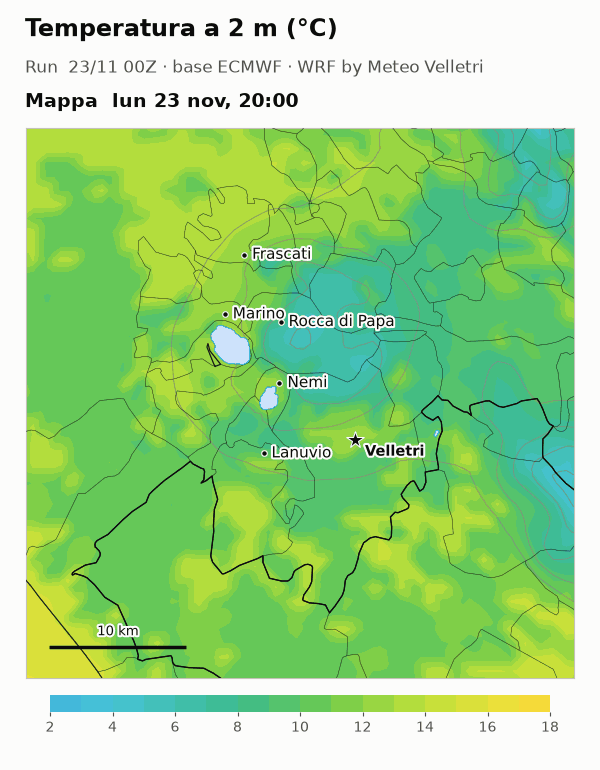 Temperatura a 2 m (°C)
Run  23/11 00Z · base ECMWF · WRF by Meteo Velletri
Mappa  lun 23 nov, 20:00
Frascati
Marino
Rocca di Papa
Nemi
Velletri
Lanuvio
10 km
2 4 6 8 10 12 14 16 18